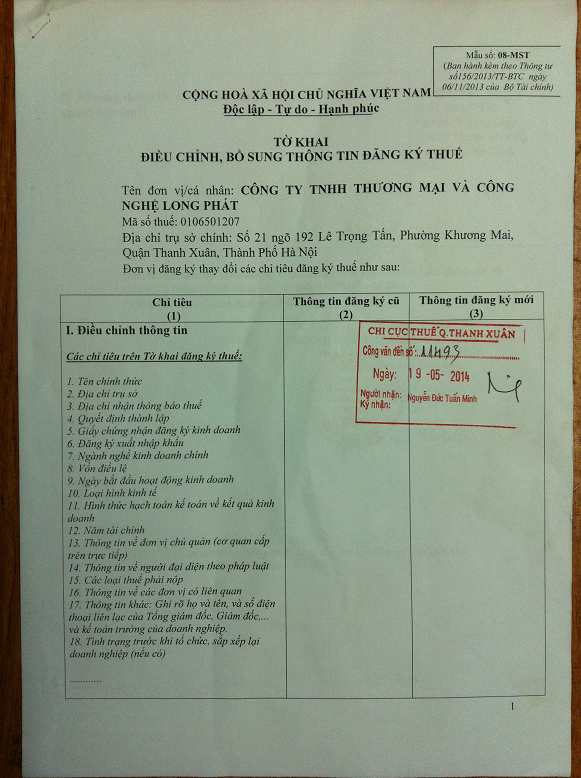 Mẫu số: 08-MST
(Ban hành kèm theo Thông tư
số156/2013/TT-BTC ngày
06/11/2013 của Bộ Tài chính)
CỘNG HOÀ XÃ HỘI CHỦ NGHĨA VIỆT NAM
Độc lập - Tự do - Hạnh phúc
TỜ KHAI
ĐIỀU CHỈNH, BỔ SUNG THÔNG TIN ĐĂNG KÝ THUẾ
Tên đơn vị/cá nhân: CÔNG TY TNHH THƯƠNG MẠI VÀ CÔNG
NGHỆ LONG PHÁT
Mã số thuế: 0106501207
Địa chỉ trụ sở chính: Số 21 ngõ 192 Lê Trọng Tấn, Phường Khương Mai,
Quận Thanh Xuân, Thành Phố Hà Nội
Đơn vị đăng ký thay đổi các chỉ tiêu đăng ký thuế như sau:
Chỉ tiêu
(1)
Thông tin đăng ký cũ
(2)
Thông tin đăng ký mới
(3)
I. Điều chỉnh thông tin
Các chỉ tiêu trên Tờ khai đăng ký thuế:
1. Tên chính thức
2. Địa chỉ trụ sở
3. Địa chỉ nhận thông báo thuế
4. Quyết định thành lập
5. Giấy chứng nhận đăng ký kinh doanh
6. Đăng ký xuất nhập khẩu
7. Ngành nghề kinh doanh chính
8. Vốn điều lệ
9. Ngày bắt đầu hoạt động kinh doanh
10. Loại hình kinh tế
11. Hình thức hạch toán kế toán về kết quả kinh
doanh
12. Năm tài chính
13. Thông tin về đơn vị chủ quản (cơ quan cấp
trên trực tiếp)
14. Thông tin về người đại diện theo pháp luật
15. Các loại thuế phải nộp
16. Thông tin về các đơn vị có liên quan
17. Thông tin khác: Ghi rõ họ và tên, và số điện
thoại liên lạc của Tổng giám đốc, Giám đốc,...
và kế toán trưởng của doanh nghiệp.
18. Tình trạng trước khi tổ chức, sắp xếp lại
doanh nghiệp (nếu có)
............
CHI CỤC THUẾ Q.THANH XUÂN
Công văn đến số: 11493
Ngày: 19 -05- 2014
Người nhận: Nguyễn Đức Tuấn Minh
Ký nhận:
1